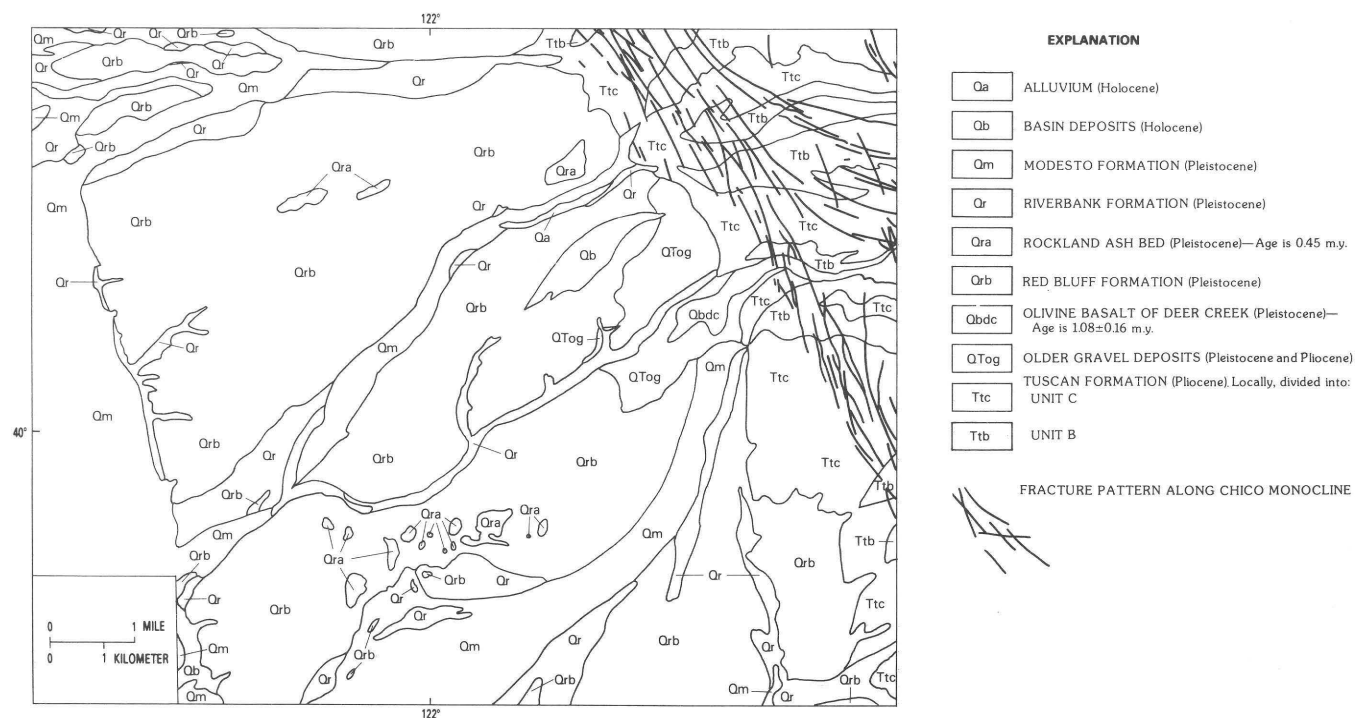 122°
Qm
Qr
Qr
Qrb
Qrb
Ttb
Ttb
Qrb
Qr
Qr
Qr
Qm
Qr
Ttc
Ttc
Qrb
Qm
Qr
Ttb
Qr
Qrb
Qrb
Ttc
Ttb
Qra
Qra
Qr
Qm
Qrb
Qr
Ttc
Ttc
Qa
Qb
QTog
Qr
Ttb
Qr
Qrb
Qrb
Qbdc
Ttc
Ttc
Ttb
Qr
QTog
Qm
QTog
Qm
Ttc
Qm
40°
Qrb
Qr
Qrb
Qr
Qrb
Ttc
Qrb
Ttb
Qra
Qra
Qra
Qm
Qm
Ttb
Qrb
Qra
Qrb
Qr
Qrb
Qr
Qr
Qr
Qrb
Qr
Ttc
0 1 MILE
0 1 KILOMETER
Qm
Qb
Qm
Qrb
Qr
Qr
Qm
Qr
Qrb
Qr
Qrb
Qm
Qr
Qrb
Ttc
122°
EXPLANATION
Qa ALLUVIUM (Holocene)
Qb BASIN DEPOSITS (Holocene)
Qm MODESTO FORMATION (Pleistocene)
Qr RIVERBANK FORMATION (Pleistocene)
Qra ROCKLAND ASH BED (Pleistocene)—Age is 0.45 m.y.
Qrb RED BLUFF FORMATION (Pleistocene)
Qbdc OLIVINE BASALT OF DEER CREEK (Pleistocene)—
Age is 1.08±0.16 m.y.
QTog OLDER GRAVEL DEPOSITS (Pleistocene and Pliocene)
TUSCAN FORMATION (Pliocene). Locally, divided into:
Ttc UNIT C
Ttb UNIT B
FRACTURE PATTERN ALONG CHICO MONOCLINE